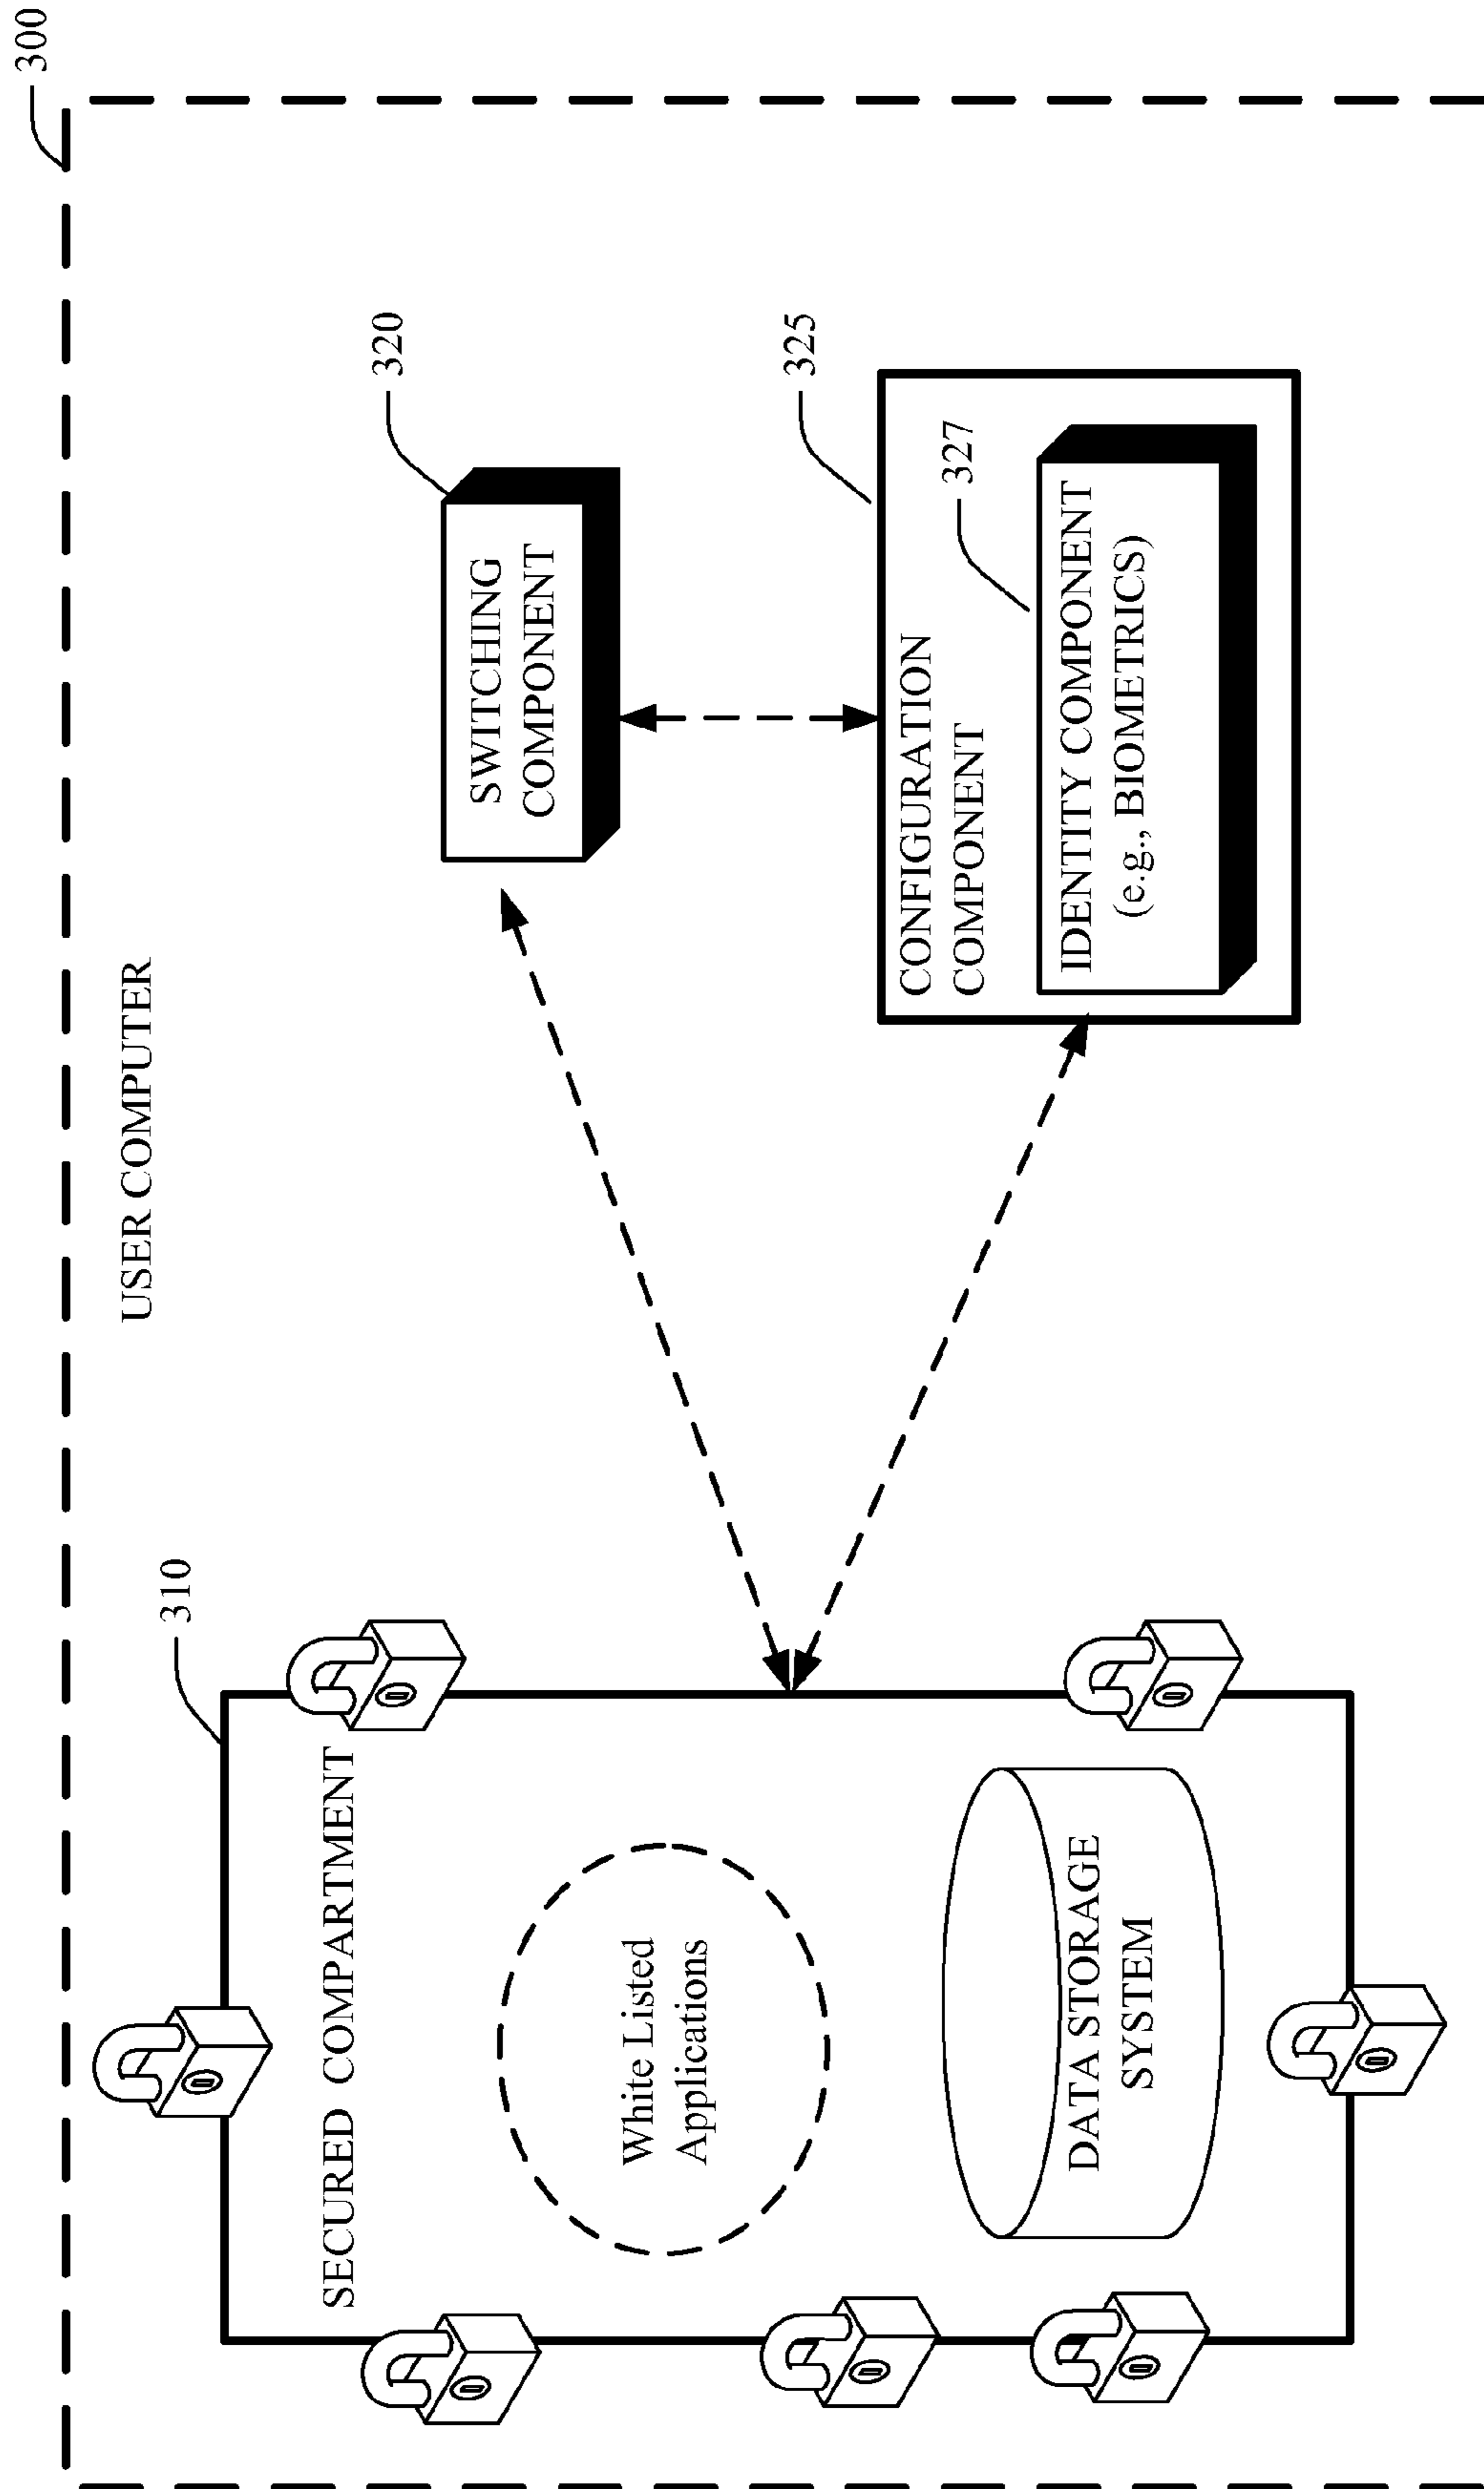 300
USER COMPUTER
310
SECURED COMPARTMENT
White Listed
Applications
DATA STORAGE
SYSTEM
320
SWITCHING
COMPONENT
325
CONFIGURATION
COMPONENT
327
IDENTITY COMPONENT
(e.g., BIOMETRICS)